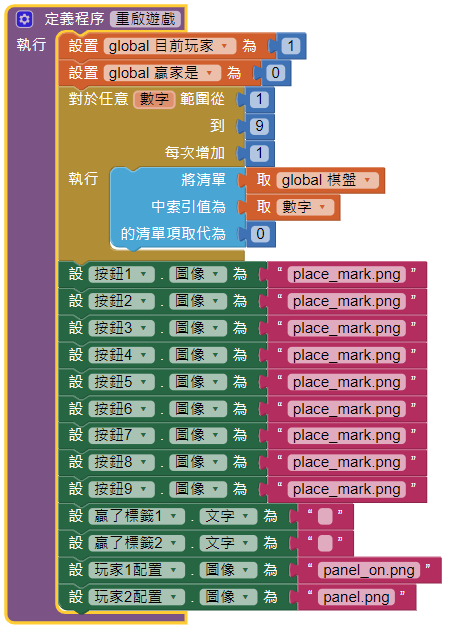 定義程序 重啟遊戲
執行 設置 global 目前玩家 為 1
設置 global 贏家是 為 0
對於任意 數字 範圍從 1
到 9
每次增加 1
執行 將清單 取 global 棋盤
中索引值為 取 數字
的清單項取代為 0
設 按鈕1 . 圖像 為 “ place_mark.png ”
設 按鈕2 . 圖像 為 “ place_mark.png ”
設 按鈕3 . 圖像 為 “ place_mark.png ”
設 按鈕4 . 圖像 為 “ place_mark.png ”
設 按鈕5 . 圖像 為 “ place_mark.png ”
設 按鈕6 . 圖像 為 “ place_mark.png ”
設 按鈕7 . 圖像 為 “ place_mark.png ”
設 按鈕8 . 圖像 為 “ place_mark.png ”
設 按鈕9 . 圖像 為 “ place_mark.png ”
設 贏了標籤1 . 文字 為 “ ”
設 贏了標籤2 . 文字 為 “ ”
設 玩家1配置 . 圖像 為 “ panel_on.png ”
設 玩家2配置 . 圖像 為 “ panel.png ”